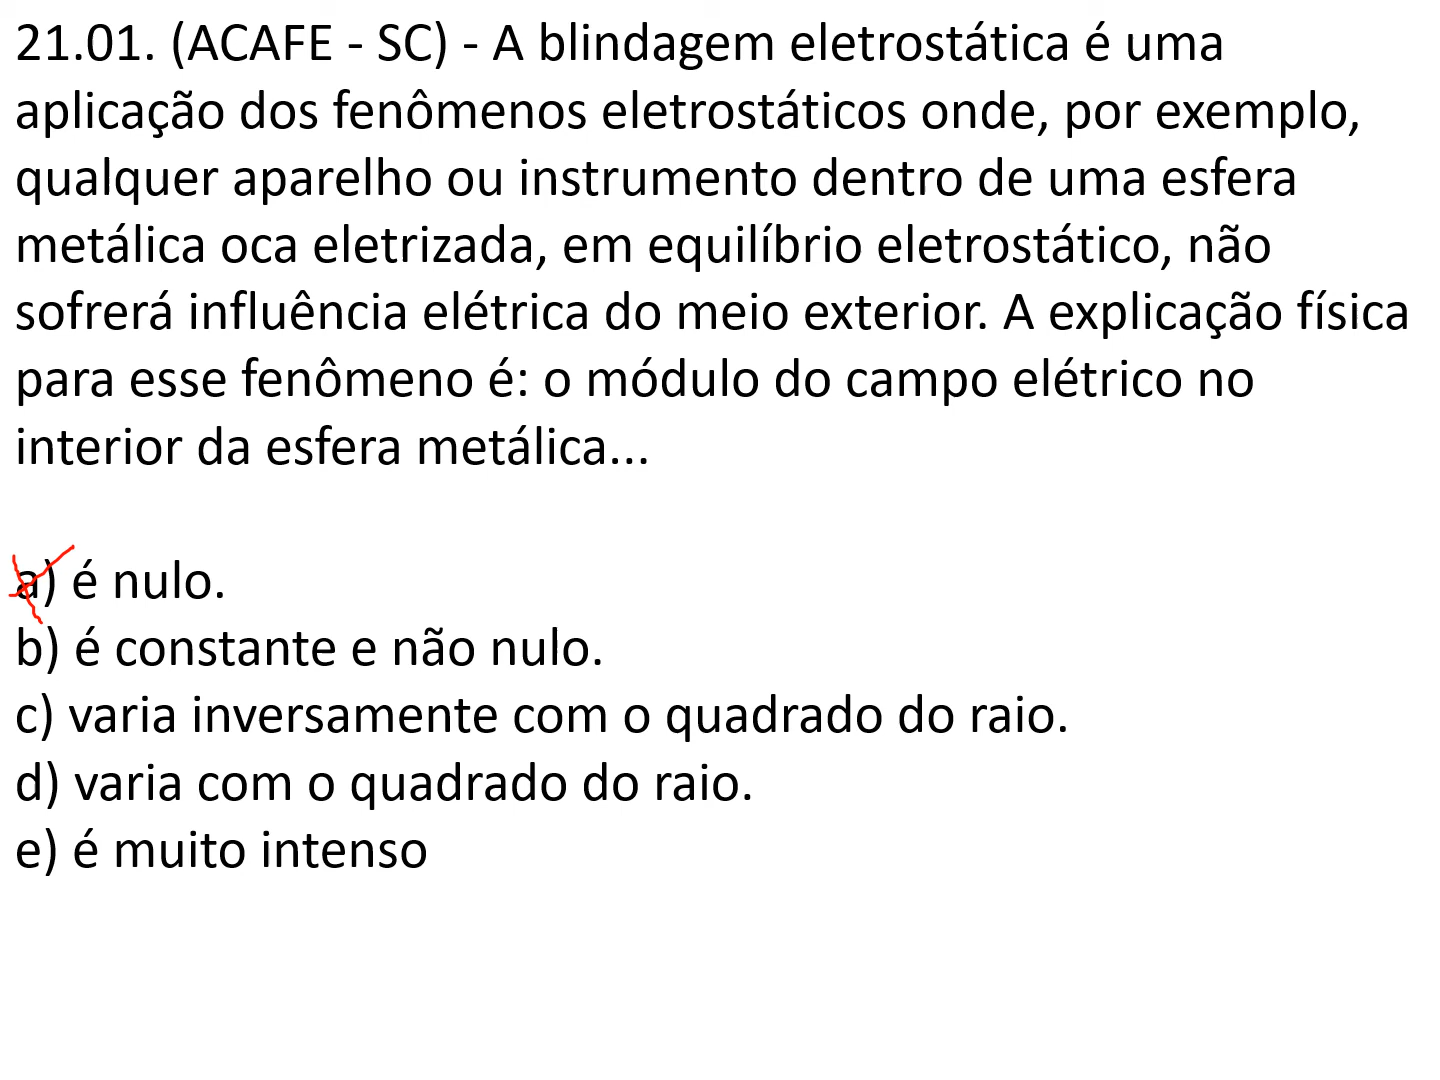 21.01. (ACAFE - SC) - A blindagem eletrostática é uma
aplicação dos fenômenos eletrostáticos onde, por exemplo,
qualquer aparelho ou instrumento dentro de uma esfera
metálica oca eletrizada, em equilíbrio eletrostático, não
sofrerá influência elétrica do meio exterior. A explicação física
para esse fenômeno é: o módulo do campo elétrico no
interior da esfera metálica...
a) é nulo.
b) é constante e não nulo.
c) varia inversamente com o quadrado do raio.
d) varia com o quadrado do raio.
e) é muito intenso